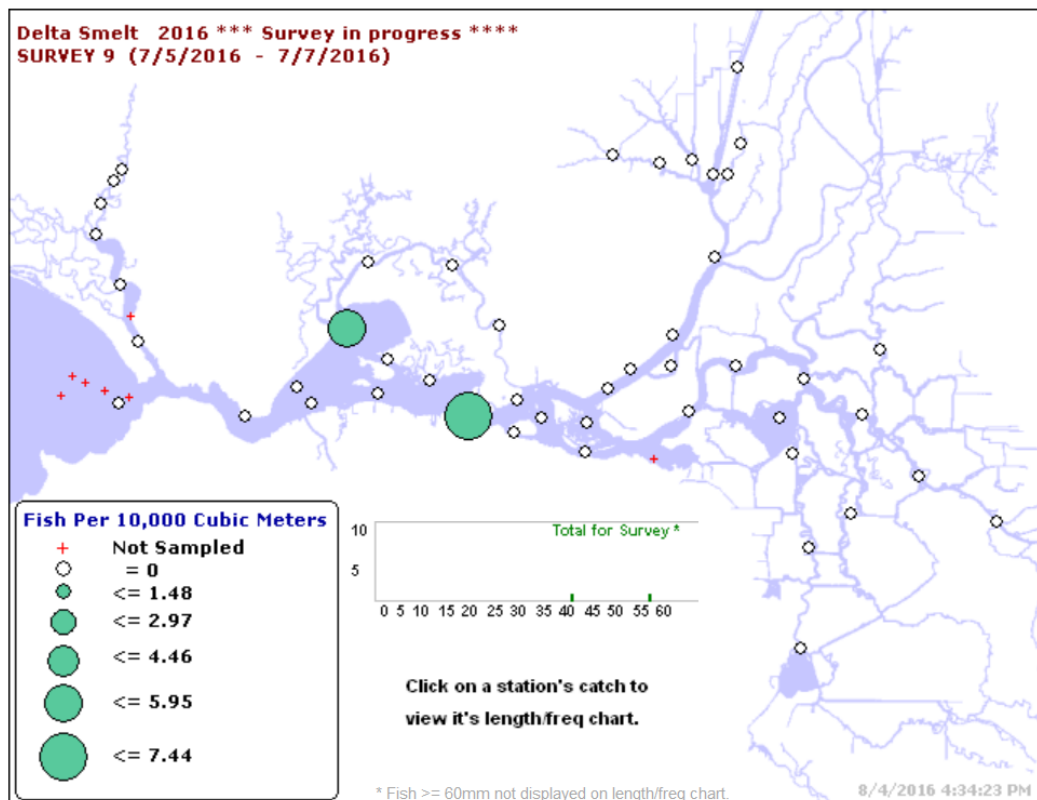 Delta Smelt 2016 *** Survey in progress ****
SURVEY 9 (7/5/2016 - 7/7/2016)
Fish Per 10,000 Cubic Meters
Not Sampled
= 0
<= 1.48
<= 2.97
<= 4.46
<= 5.95
<= 7.44
Total for Survey *
10
5
0 5 10 15 20 25 30 35 40 45 50 55 60
Click on a station's catch to
view it's length/freq chart.
* Fish >= 60mm not displayed on length/freq chart.
8/4/2016 4:34:23 PM